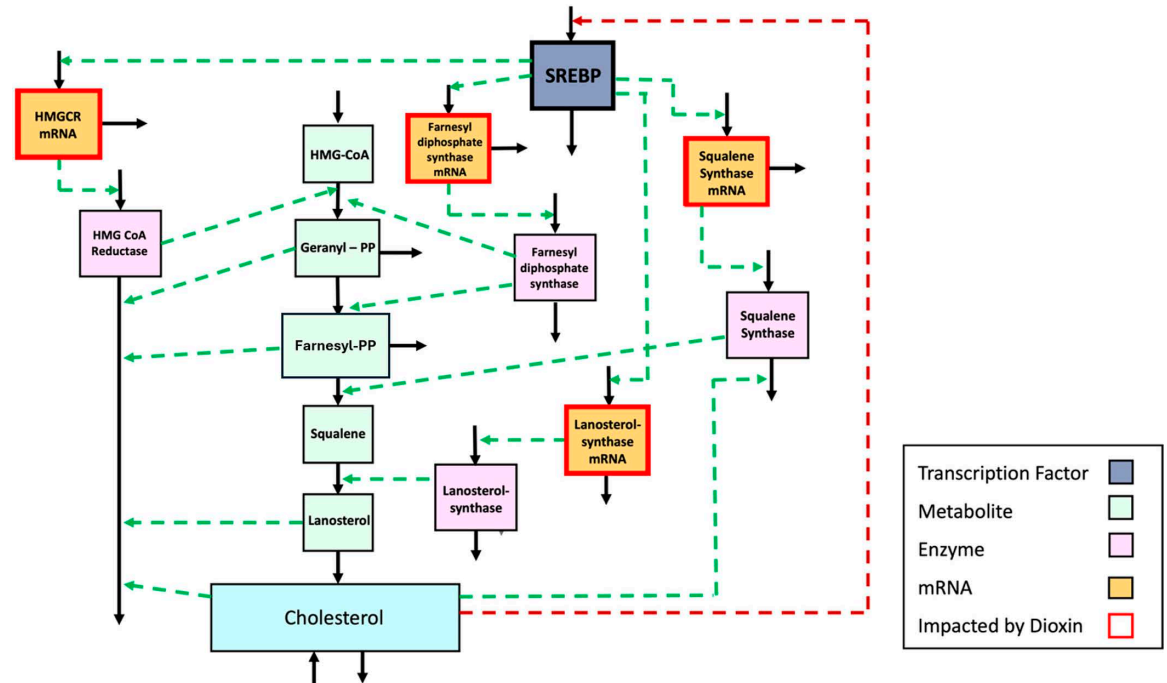 SREBP
HMGCR
mRNA
HMG-CoA
Farnesyl
diphosphate
synthase
mRNA
Squalene
Synthase
mRNA
HMG CoA
Reductase
Geranyl – PP
Farnesyl
diphosphate
synthase
Squalene
Synthase
Farnesyl-PP
Squalene
Lanosterol-
synthase
mRNA
Lanosterol-
synthase
Lanosterol
Cholesterol
Transcription Factor
Metabolite
Enzyme
mRNA
Impacted by Dioxin